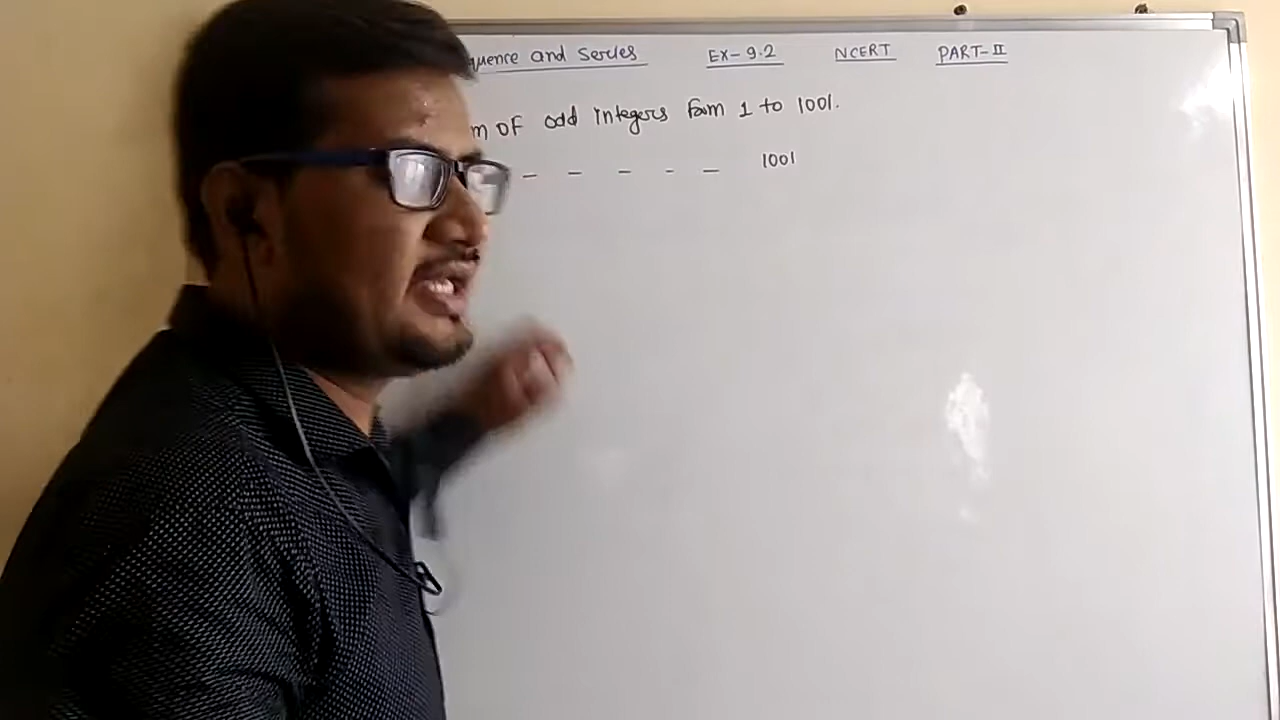 quence and Series EX-9.2 NCERT PART-II
m OF odd integers from 1 to 1001.
- - - - - 1001